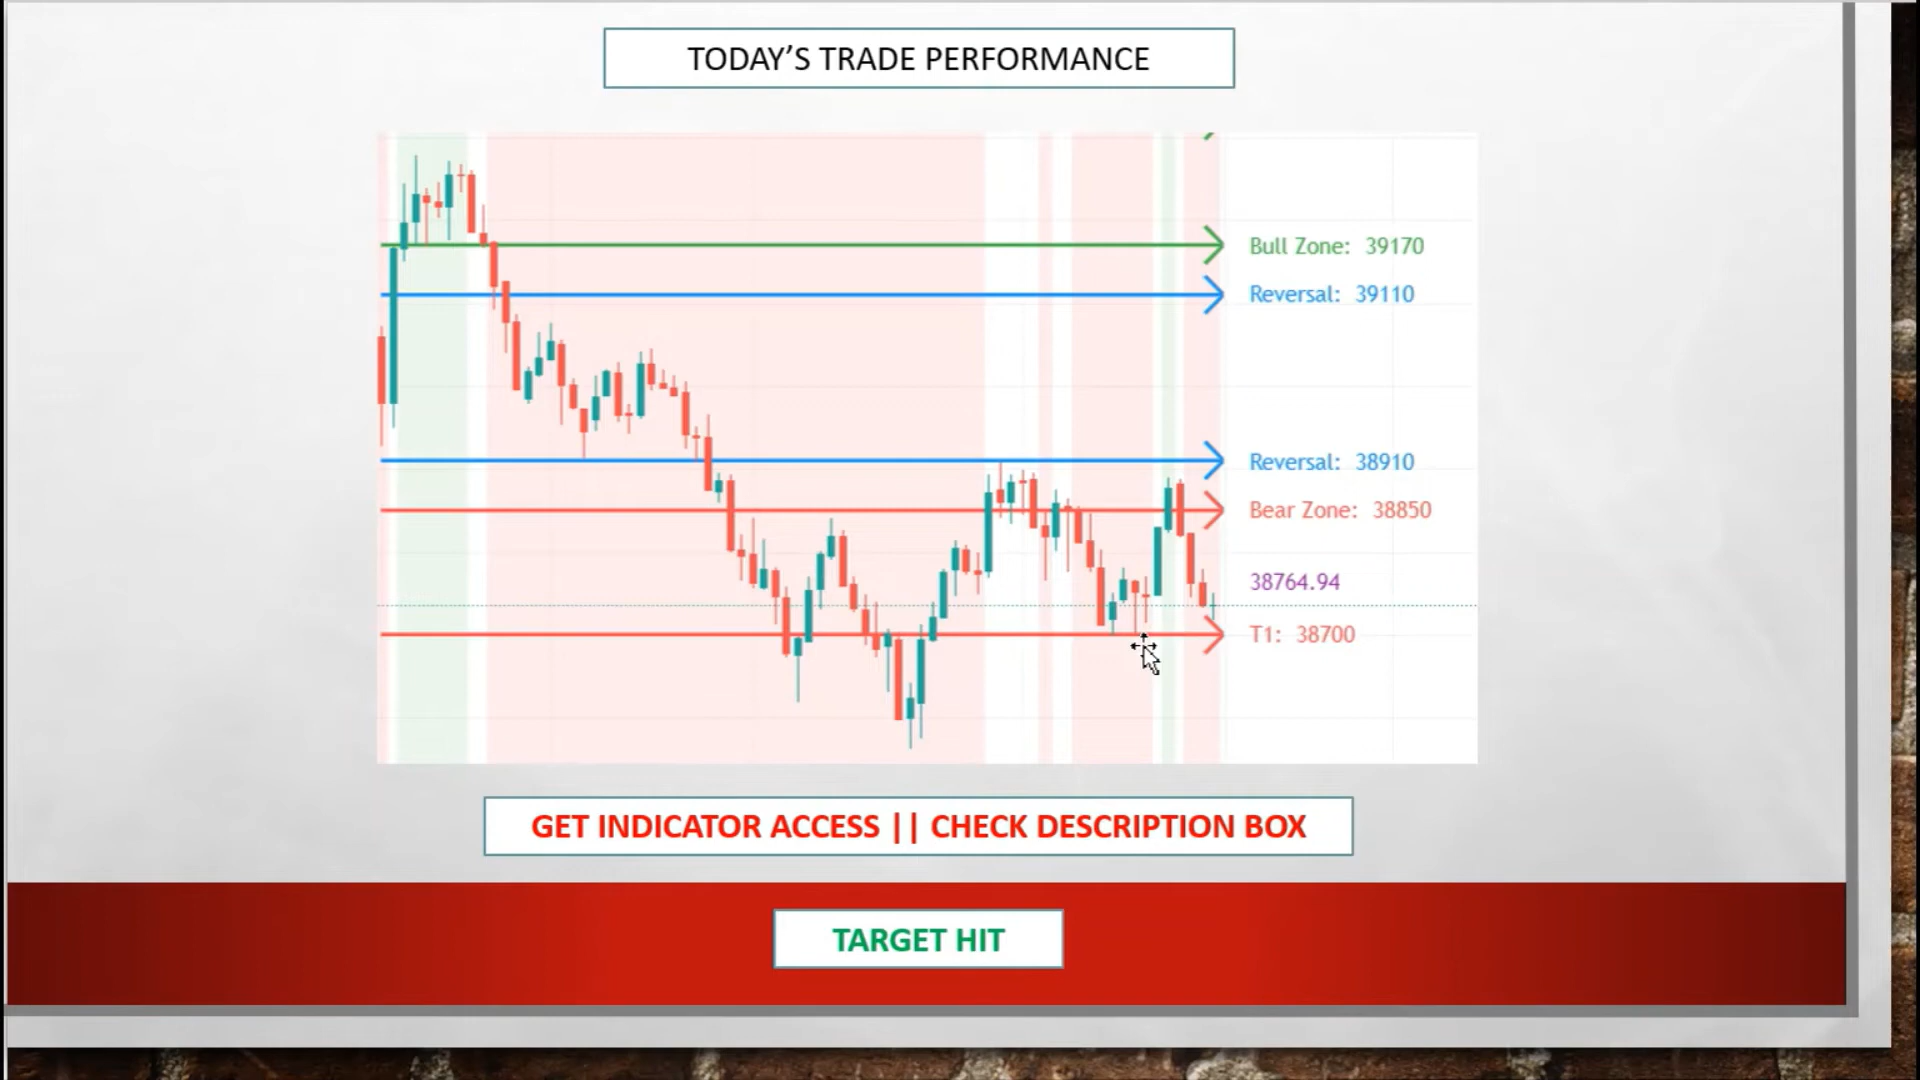 TODAY’S TRADE PERFORMANCE
Bull Zone: 39170
Reversal: 39110
Reversal: 38910
Bear Zone: 38850
38764.94
T1: 38700
GET INDICATOR ACCESS || CHECK DESCRIPTION BOX
TARGET HIT